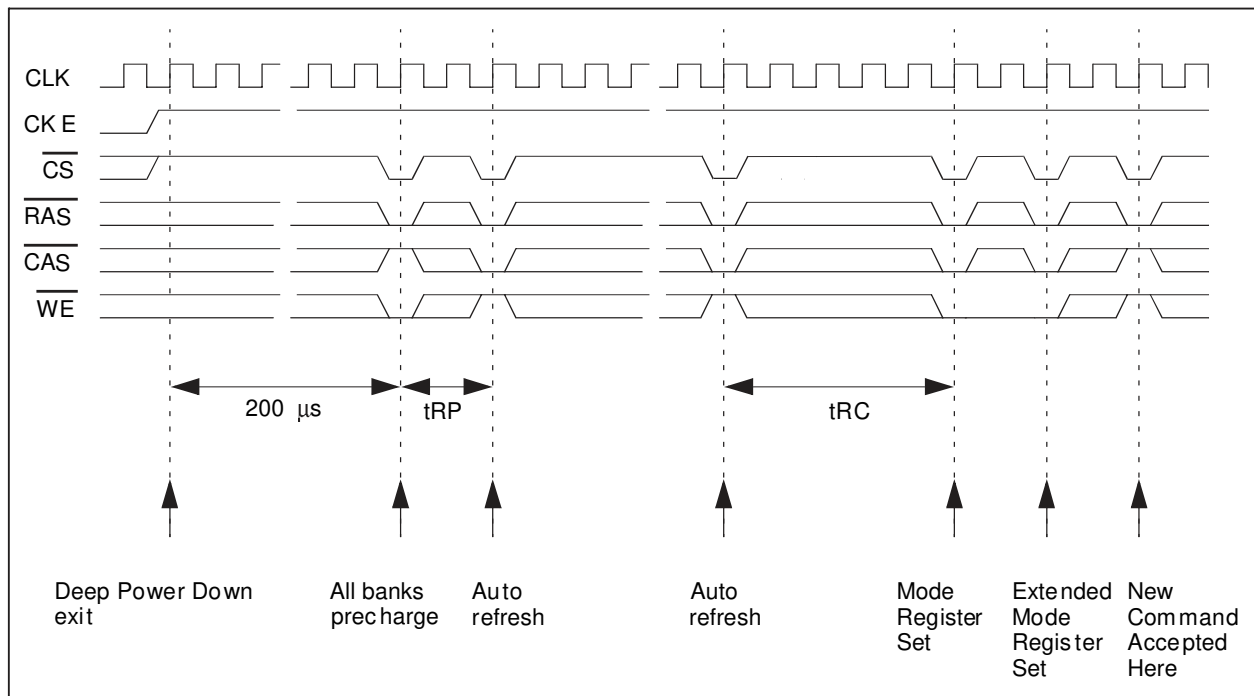 CLK
CKE
CS
RAS
CAS
WE
200 µs
tRP
tRC
Deep Power Down
exit
All banks
precharge
Auto
refresh
Auto
refresh
Mode
Register
Set
Extended
Mode
Register
Set
New
Command
Accepted
Here